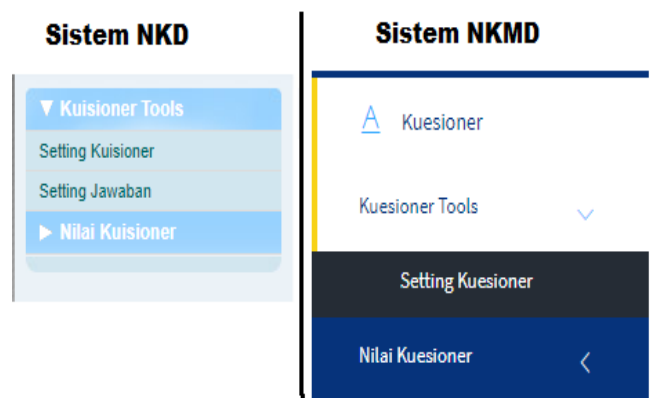 Sistem NKD
▼ Kuisioner Tools
Setting Kuisioner
Setting Jawaban
▶ Nilai Kuisioner
Sistem NKMD
A Kuesioner
Kuesioner Tools
Setting Kuesioner
Nilai Kuesioner